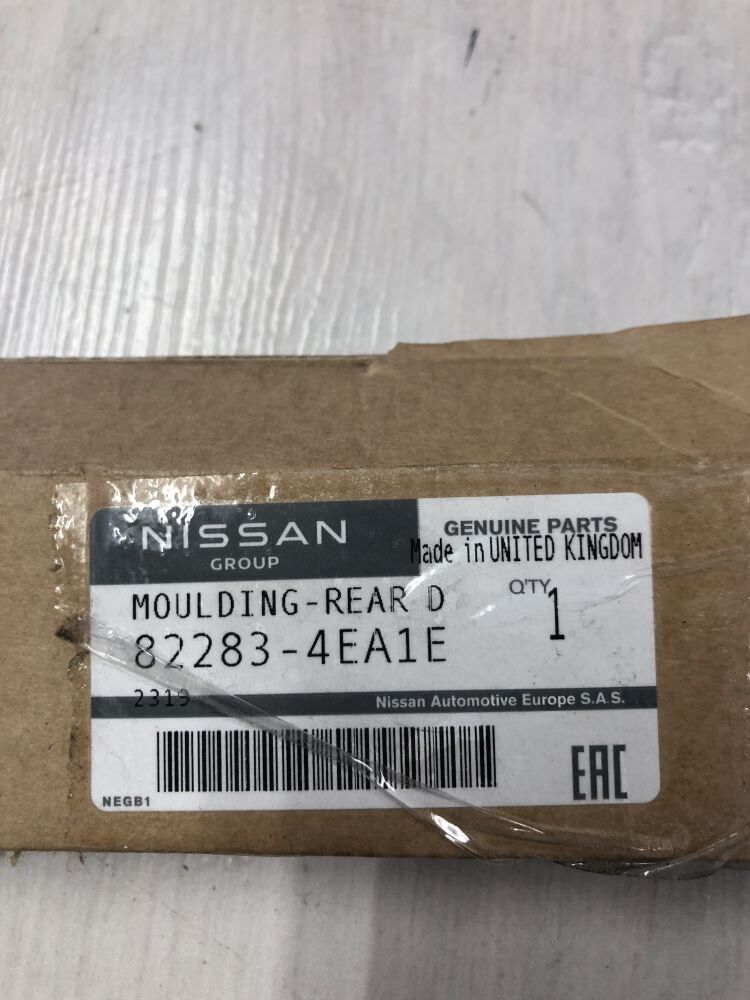 NISSAN
GROUP
GENUINE PARTS
Made in UNITED KINGDOM
MOULDING-REAR D
Q'TY
1
82283-4EA1E
2319
Nissan Automotive Europe S.A.S.
NEGB1
EAC